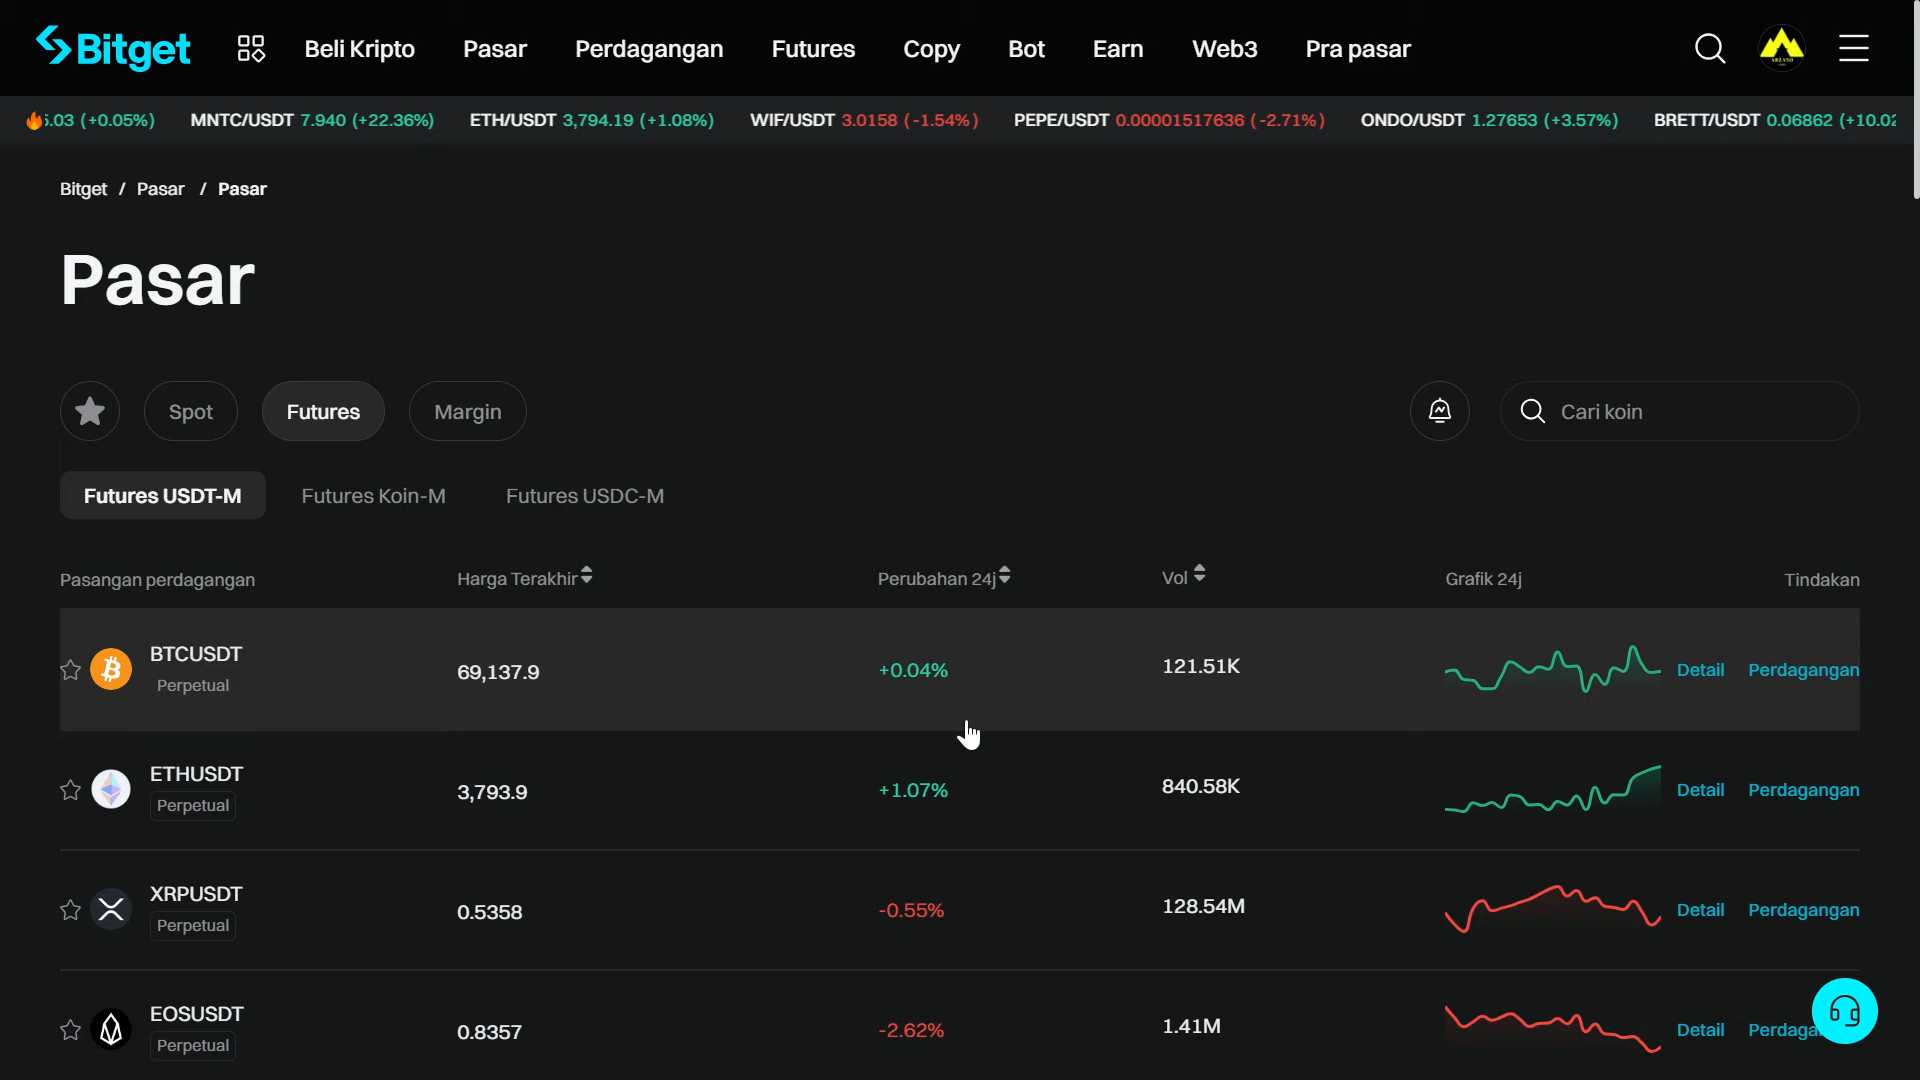 Bitget Beli Kripto Pasar Perdagangan Futures Copy Bot Earn Web3 Pra pasar
.03 (+0.05%) MNTC/USDT 7.940 (+22.36%) ETH/USDT 3,794.19 (+1.08%) WIF/USDT 3.0158 (-1.54%) PEPE/USDT 0.00001517636 (-2.71%) ONDO/USDT 1.27653 (+3.57%) BRETT/USDT 0.06862 (+10.02
Bitget / Pasar / Pasar
Pasar
Spot Futures Margin Cari koin
Futures USDT-M Futures Koin-M Futures USDC-M
Pasangan perdagangan Harga Terakhir Perubahan 24j Vol Grafik 24j Tindakan
BTCUSDT
Perpetual
69,137.9 +0.04% 121.51K Detail Perdagangan
ETHUSDT
Perpetual
3,793.9 +1.07% 840.58K Detail Perdagangan
XRPUSDT
Perpetual
0.5358 -0.55% 128.54M Detail Perdagangan
EOSUSDT
Perpetual
0.8357 -2.62% 1.41M Detail Perdaga